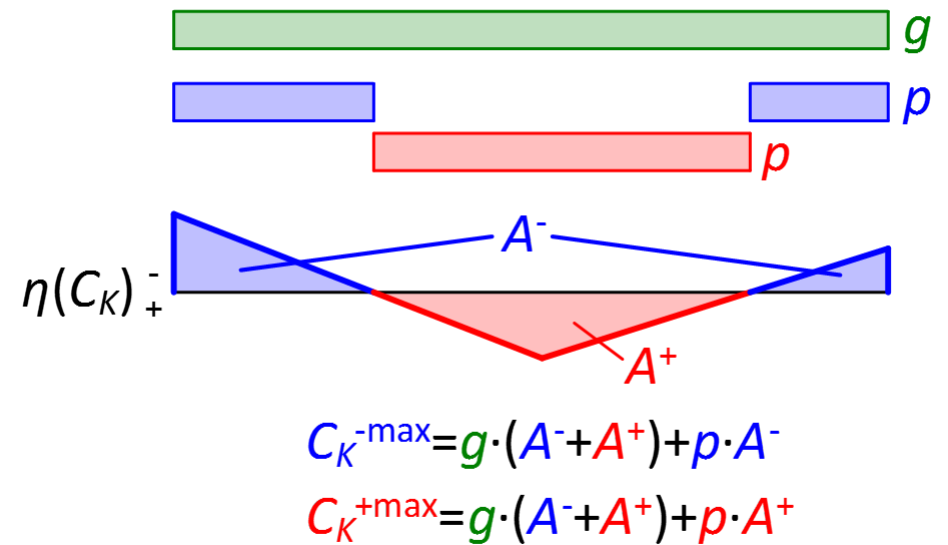 g
p
p
A⁻
η(C_K) ⁻₊
A⁺
C_K⁻ᵐᵃˣ=g·(A⁻+A⁺)+p·A⁻
C_K⁺ᵐᵃˣ=g·(A⁻+A⁺)+p·A⁺